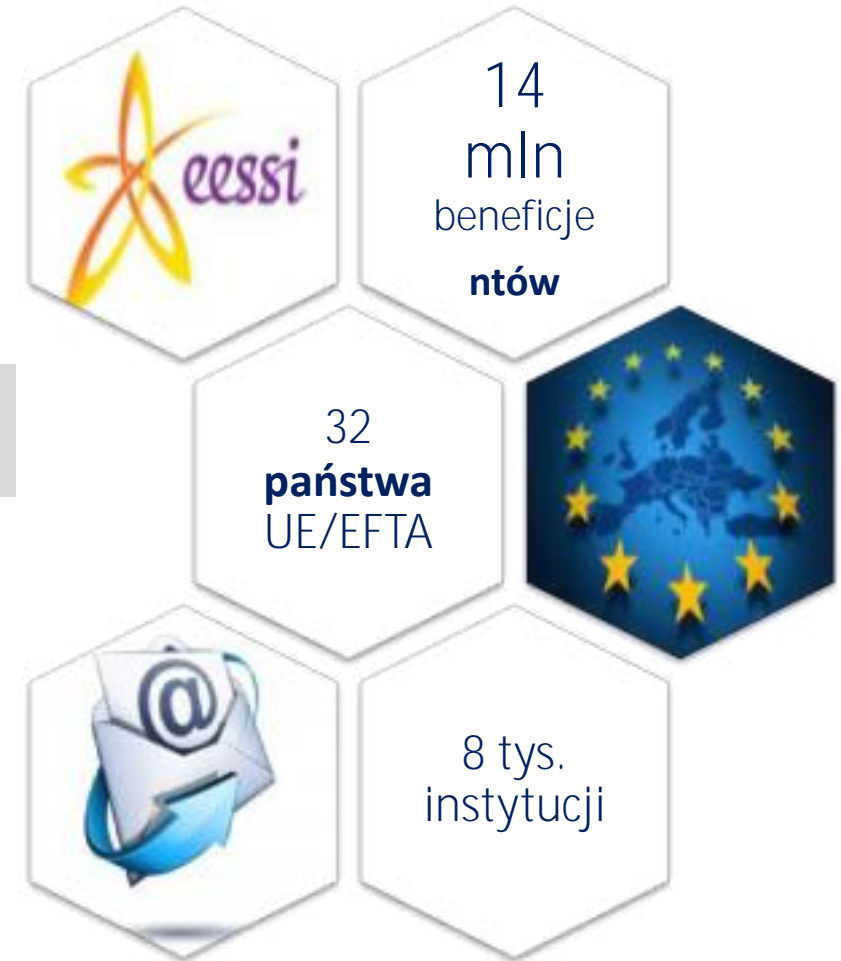 eessi
14
mln
beneficje
ntów
32
państwa
UE/EFTA
@
8 tys.
instytucji